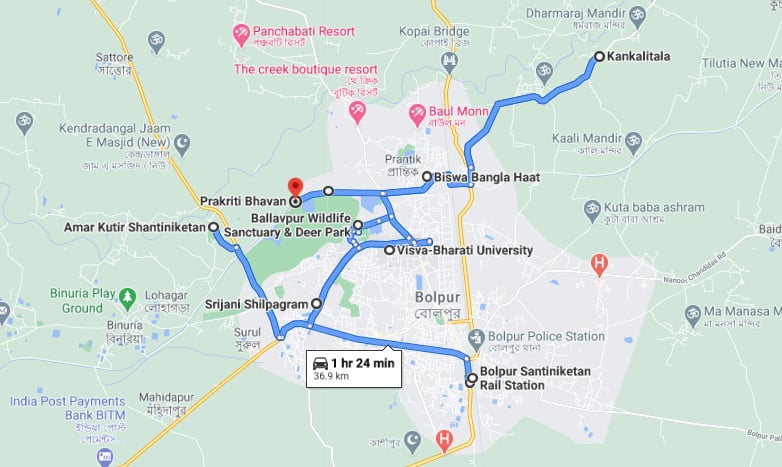 Dharmaraj Mandir
ধর্মরাজ মন্দির
Panchabati Resort
পঞ্চবটি রিসর্ট
Kopai Bridge
কোপাই ব্রিজ
Sattore
সাত্তোর
Kankalitala
Tilutia New Ma
The creek boutique resort
থে ক্রিক
বুটিক রিসর্ট
Baul Monn
বাউল মন
Kendradangal Jaam
E Masjid (New)
কেন্দ্রডাঙ্গাল
জাম এ মসজিদ (নিউ)
Kaali Mandir
কালি মন্দির
Prantik
প্রান্তিক
Biswa Bangla Haat
Prakriti Bhavan
Ballavpur Wildlife
Sanctuary & Deer Park
Kuta baba ashram
কুটা বাবা আশ্রম
Amar Kutir Shantiniketan
Visva-Bharati University
H
Nanoor Chandidas Rd
Binuria Play
Ground
Lohagar
লোহাগাড়া
Srijani Shilpagram
Bolpur
বোলপুর
Binuria
বিনুরিয়া
Surul
সুরুল
Ma Manasa M
মা মনসা মন্দির
Bolpur Police Station
বোলপুর থানা
1 hr 24 min
36.9 km
Bolpur Santiniketan
Rail Station
Mahidapur
মহিদাপুর
India Post Payments
Bank BITM
ইন্ডিয়া পোস্ট
পেমেন্টস
কাশীপুর
H
Bolpur Pali